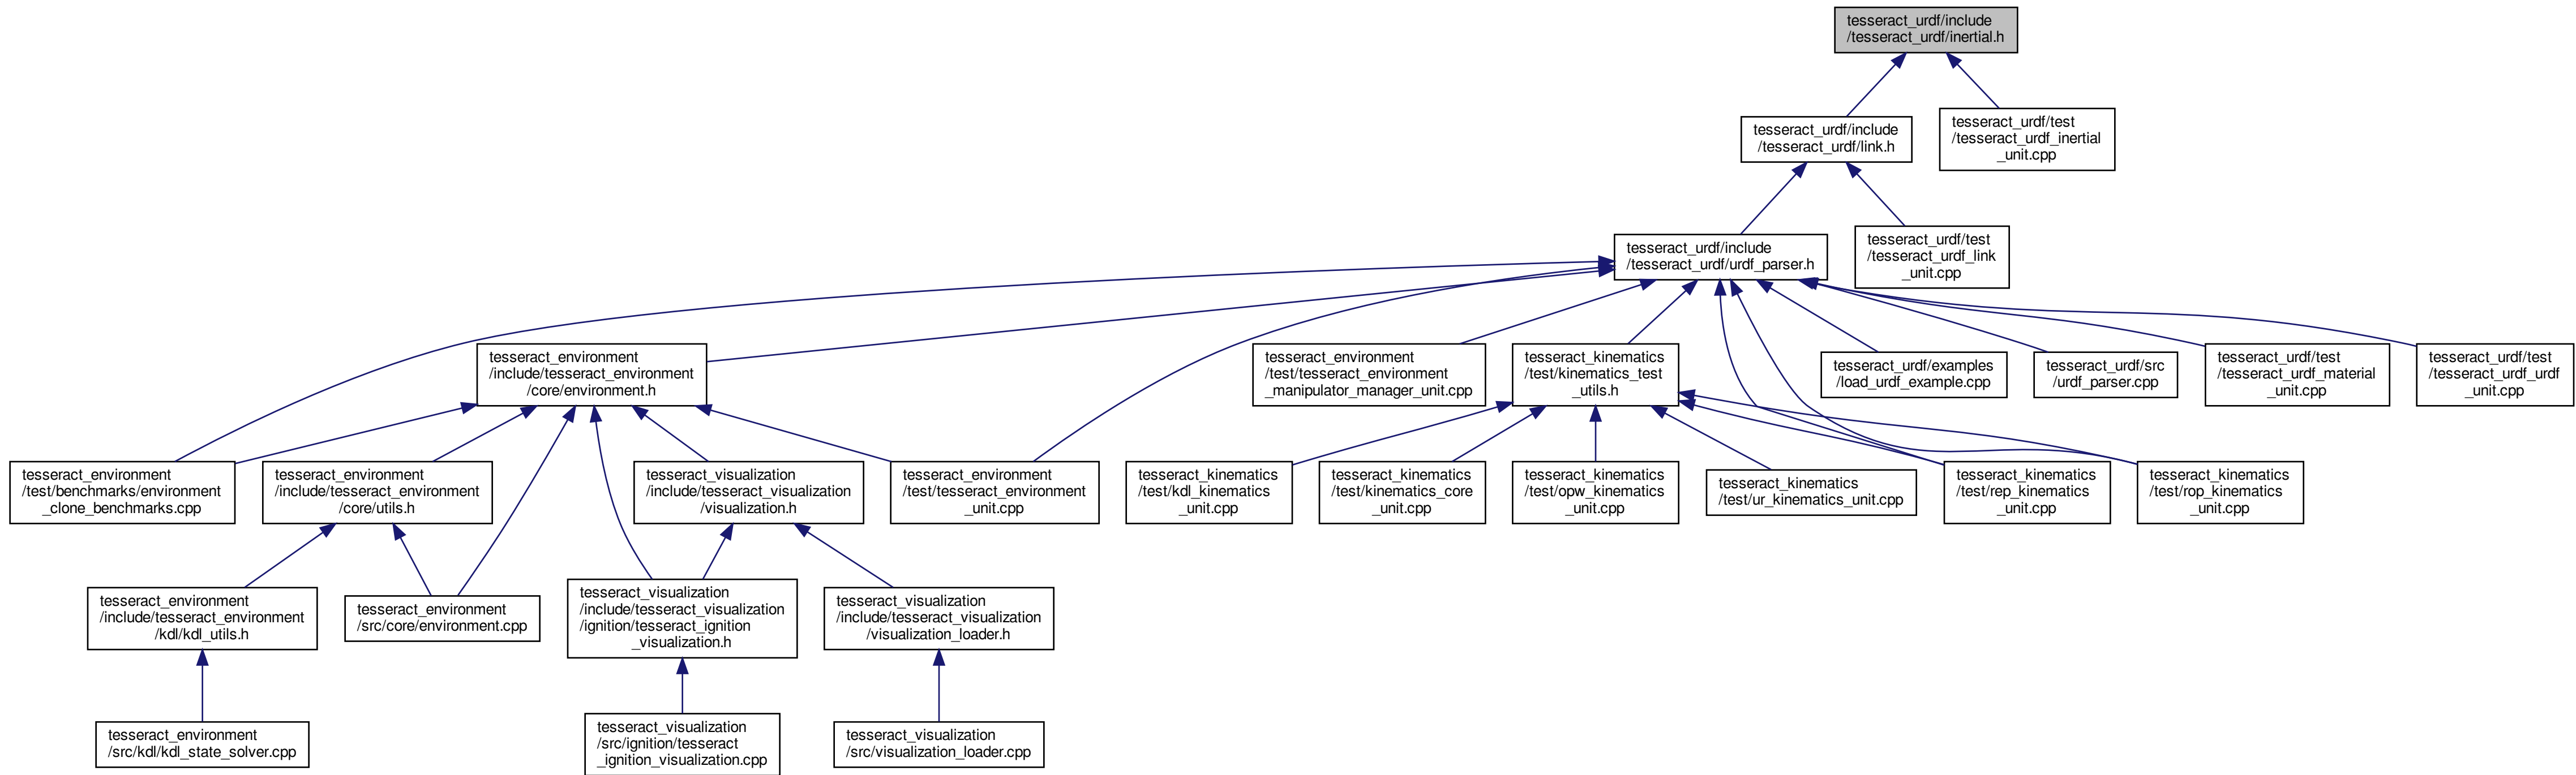 tesseract_urdf/include
/tesseract_urdf/inertial.h
tesseract_urdf/include
/tesseract_urdf/link.h
tesseract_urdf/test
/tesseract_urdf_inertial
_unit.cpp
tesseract_urdf/include
/tesseract_urdf/urdf_parser.h
tesseract_urdf/test
/tesseract_urdf_link
_unit.cpp
tesseract_environment
/include/tesseract_environment
/core/environment.h
tesseract_environment
/test/tesseract_environment
_manipulator_manager_unit.cpp
tesseract_kinematics
/test/kinematics_test
_utils.h
tesseract_urdf/examples
/load_urdf_example.cpp
tesseract_urdf/src
/urdf_parser.cpp
tesseract_urdf/test
/tesseract_urdf_material
_unit.cpp
tesseract_urdf/test
/tesseract_urdf_urdf
_unit.cpp
tesseract_environment
/test/benchmarks/environment
_clone_benchmarks.cpp
tesseract_environment
/include/tesseract_environment
/core/utils.h
tesseract_visualization
/include/tesseract_visualization
/visualization.h
tesseract_environment
/test/tesseract_environment
_unit.cpp
tesseract_kinematics
/test/kdl_kinematics
_unit.cpp
tesseract_kinematics
/test/kinematics_core
_unit.cpp
tesseract_kinematics
/test/opw_kinematics
_unit.cpp
tesseract_kinematics
/test/ur_kinematics_unit.cpp
tesseract_kinematics
/test/rep_kinematics
_unit.cpp
tesseract_kinematics
/test/rop_kinematics
_unit.cpp
tesseract_environment
/include/tesseract_environment
/kdl/kdl_utils.h
tesseract_environment
/src/core/environment.cpp
tesseract_visualization
/include/tesseract_visualization
/ignition/tesseract_ignition
_visualization.h
tesseract_visualization
/include/tesseract_visualization
/visualization_loader.h
tesseract_environment
/src/kdl/kdl_state_solver.cpp
tesseract_visualization
/src/ignition/tesseract
_ignition_visualization.cpp
tesseract_visualization
/src/visualization_loader.cpp